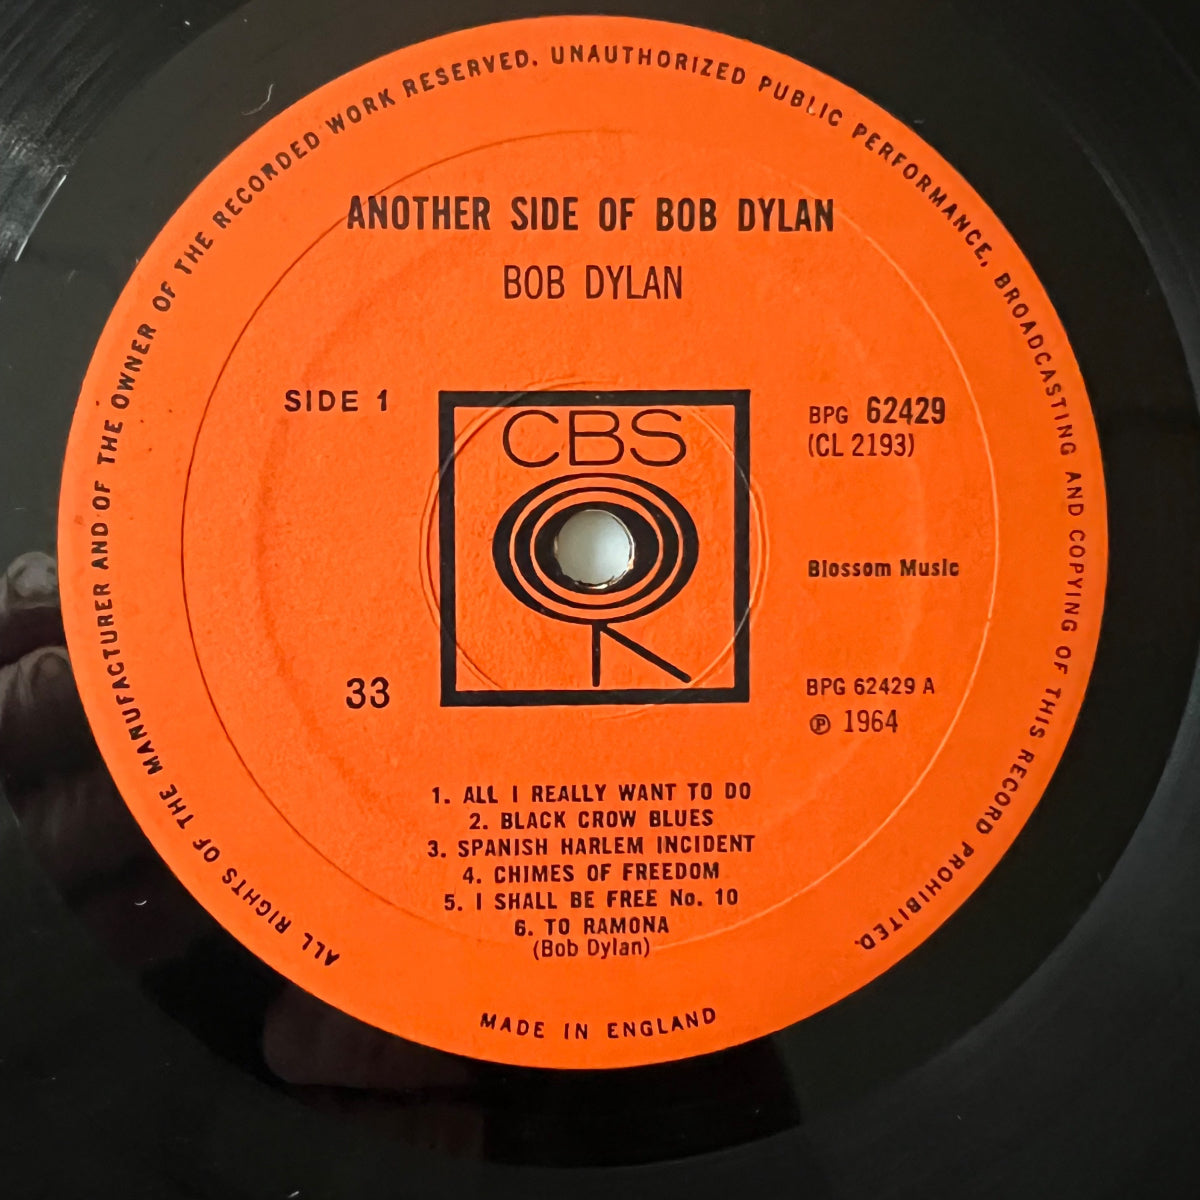 ALL RIGHTS OF THE MANUFACTURER AND OF THE OWNER OF THE RECORDED WORK RESERVED. UNAUTHORIZED PUBLIC PERFORMANCE, BROADCASTING AND COPYING OF THIS RECORD PROHIBITED.
ANOTHER SIDE OF BOB DYLAN
BOB DYLAN
SIDE 1
CBS
BPG 62429
(CL 2193)
Blossom Music
33
BPG 62429 A
℗ 1964
1. ALL I REALLY WANT TO DO
2. BLACK CROW BLUES
3. SPANISH HARLEM INCIDENT
4. CHIMES OF FREEDOM
5. I SHALL BE FREE No. 10
6. TO RAMONA
(Bob Dylan)
MADE IN ENGLAND